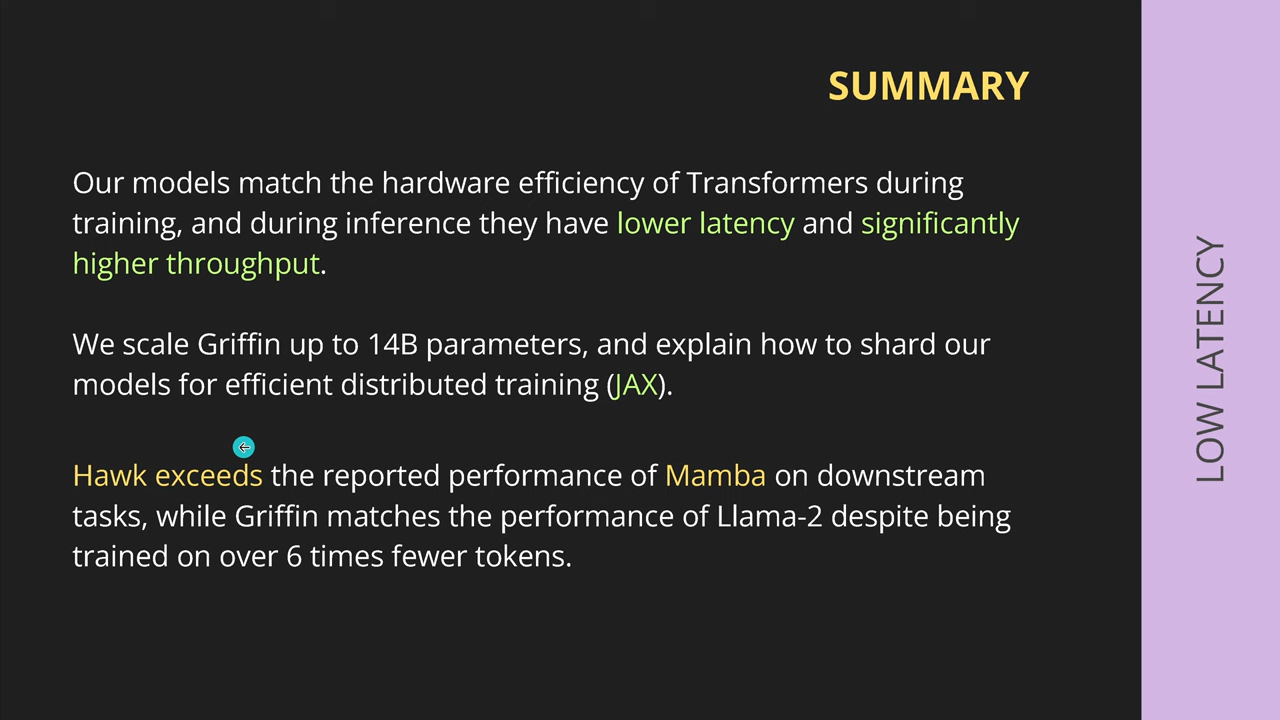 SUMMARY
Our models match the hardware efficiency of Transformers during
training, and during inference they have lower latency and significantly
higher throughput.
We scale Griffin up to 14B parameters, and explain how to shard our
models for efficient distributed training (JAX).
Hawk exceeds the reported performance of Mamba on downstream
tasks, while Griffin matches the performance of Llama-2 despite being
trained on over 6 times fewer tokens.
LOW LATENCY